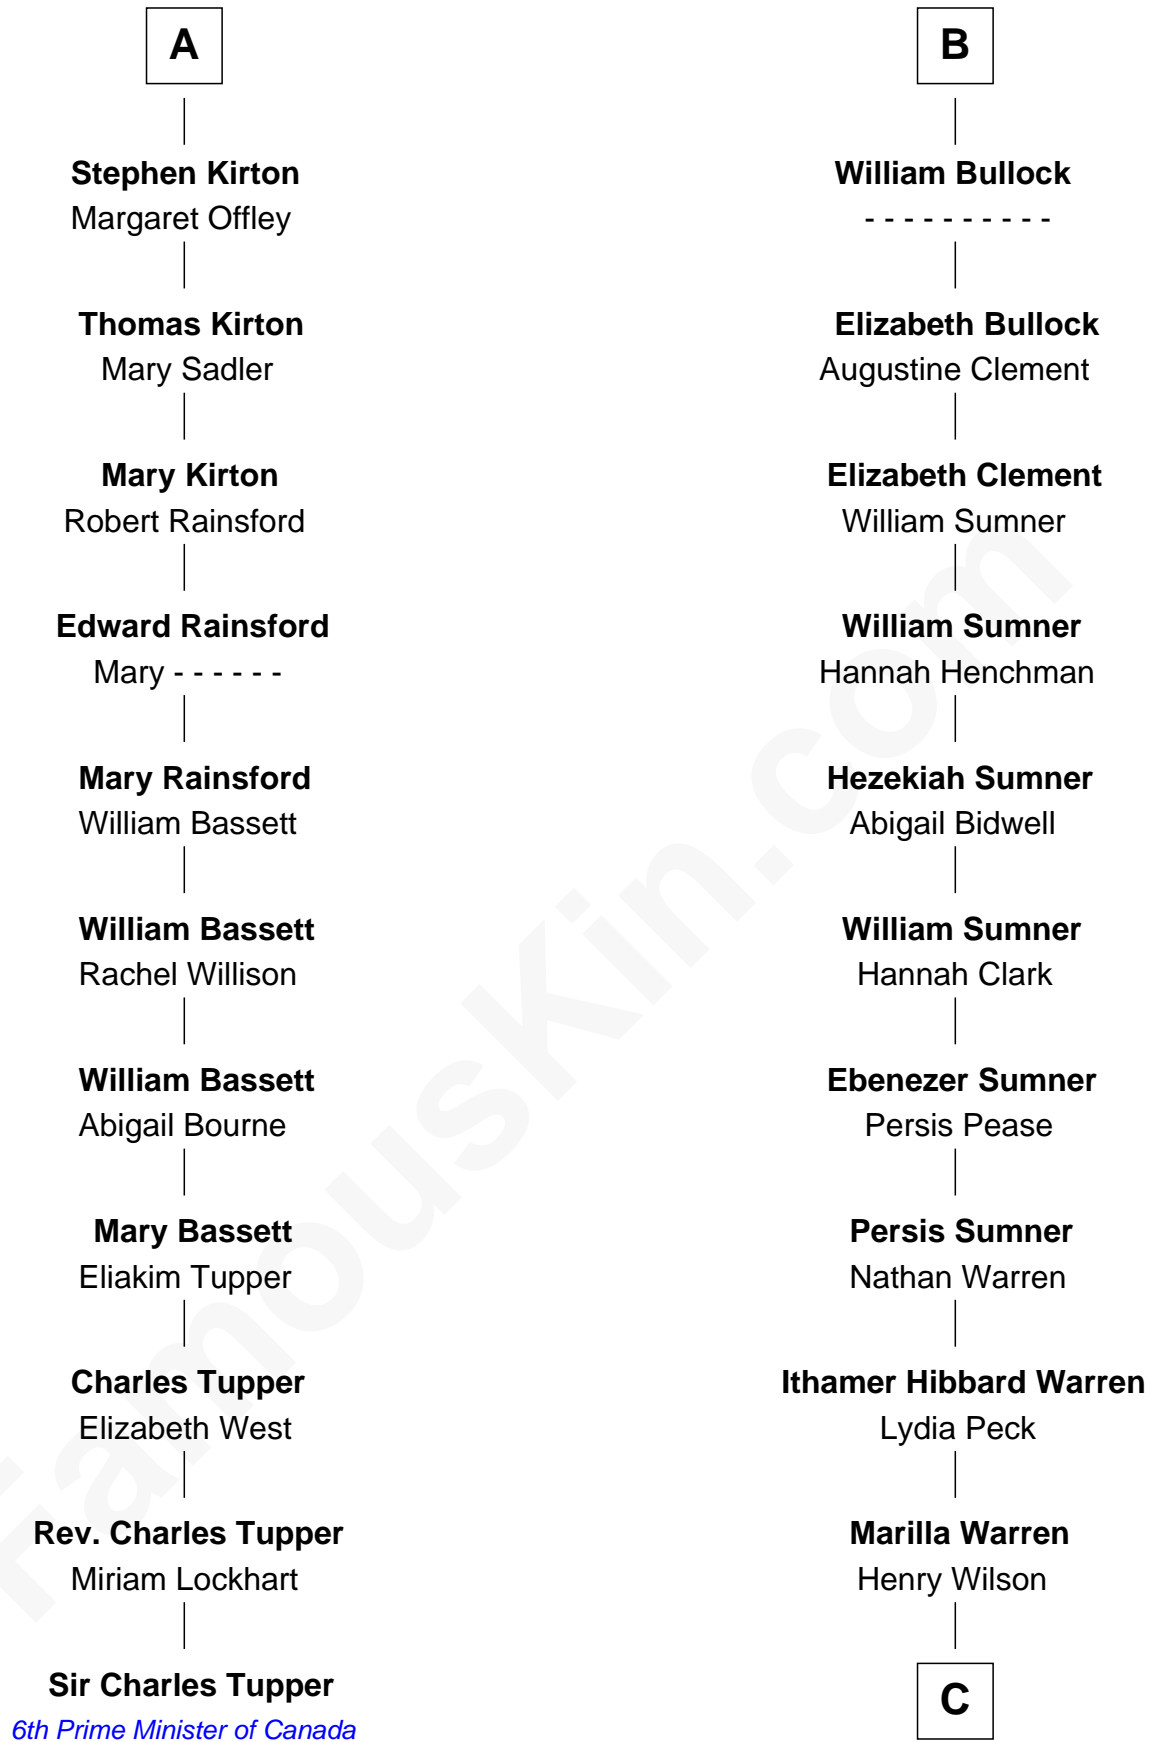 A
Stephen Kirton
Margaret Offley
Thomas Kirton
Mary Sadler
Mary Kirton
Robert Rainsford
Edward Rainsford
Mary - - - - - -
Mary Rainsford
William Bassett
William Bassett
Rachel Willison
William Bassett
Abigail Bourne
Mary Bassett
Eliakim Tupper
Charles Tupper
Elizabeth West
Rev. Charles Tupper
Miriam Lockhart
Sir Charles Tupper
6th Prime Minister of Canada
B
William Bullock
- - - - - - - - - -
Elizabeth Bullock
Augustine Clement
Elizabeth Clement
William Sumner
William Sumner
Hannah Henchman
Hezekiah Sumner
Abigail Bidwell
William Sumner
Hannah Clark
Ebenezer Sumner
Persis Pease
Persis Sumner
Nathan Warren
Ithamer Hibbard Warren
Lydia Peck
Marilla Warren
Henry Wilson
C
FamousKin.com